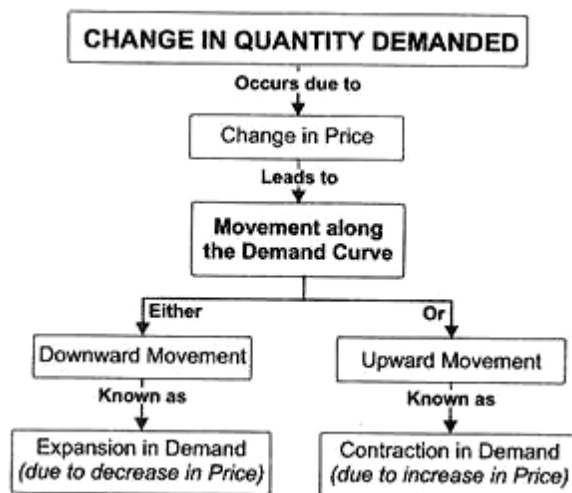 CHANGE IN QUANTITY DEMANDED
Occurs due to
Change in Price
Leads to
Movement along
the Demand Curve
Either
Or
Downward Movement
Upward Movement
Known as
Known as
Expansion in Demand
(due to decrease in Price)
Contraction in Demand
(due to increase in Price)